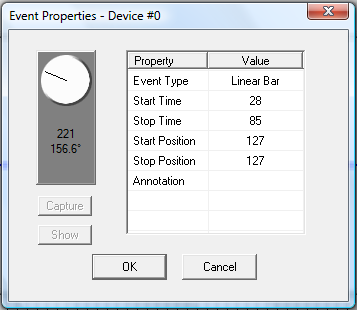 Event Properties - Device #0
221
156.6°
Capture
Show
Property Value
Event Type Linear Bar
Start Time 28
Stop Time 85
Start Position 127
Stop Position 127
Annotation
OK Cancel